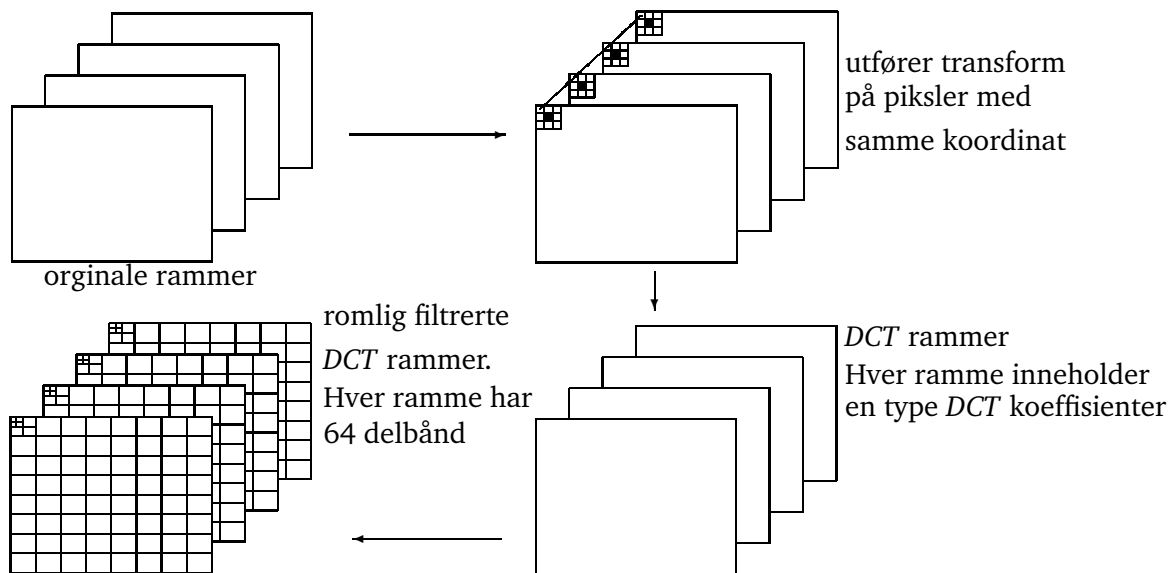 utfører transform
på piksler med
samme koordinat
orginale rammer
romlig filtrerte
DCT rammer.
Hver ramme har
64 delbånd
DCT rammer
Hver ramme inneholder
en type DCT koeffisienter